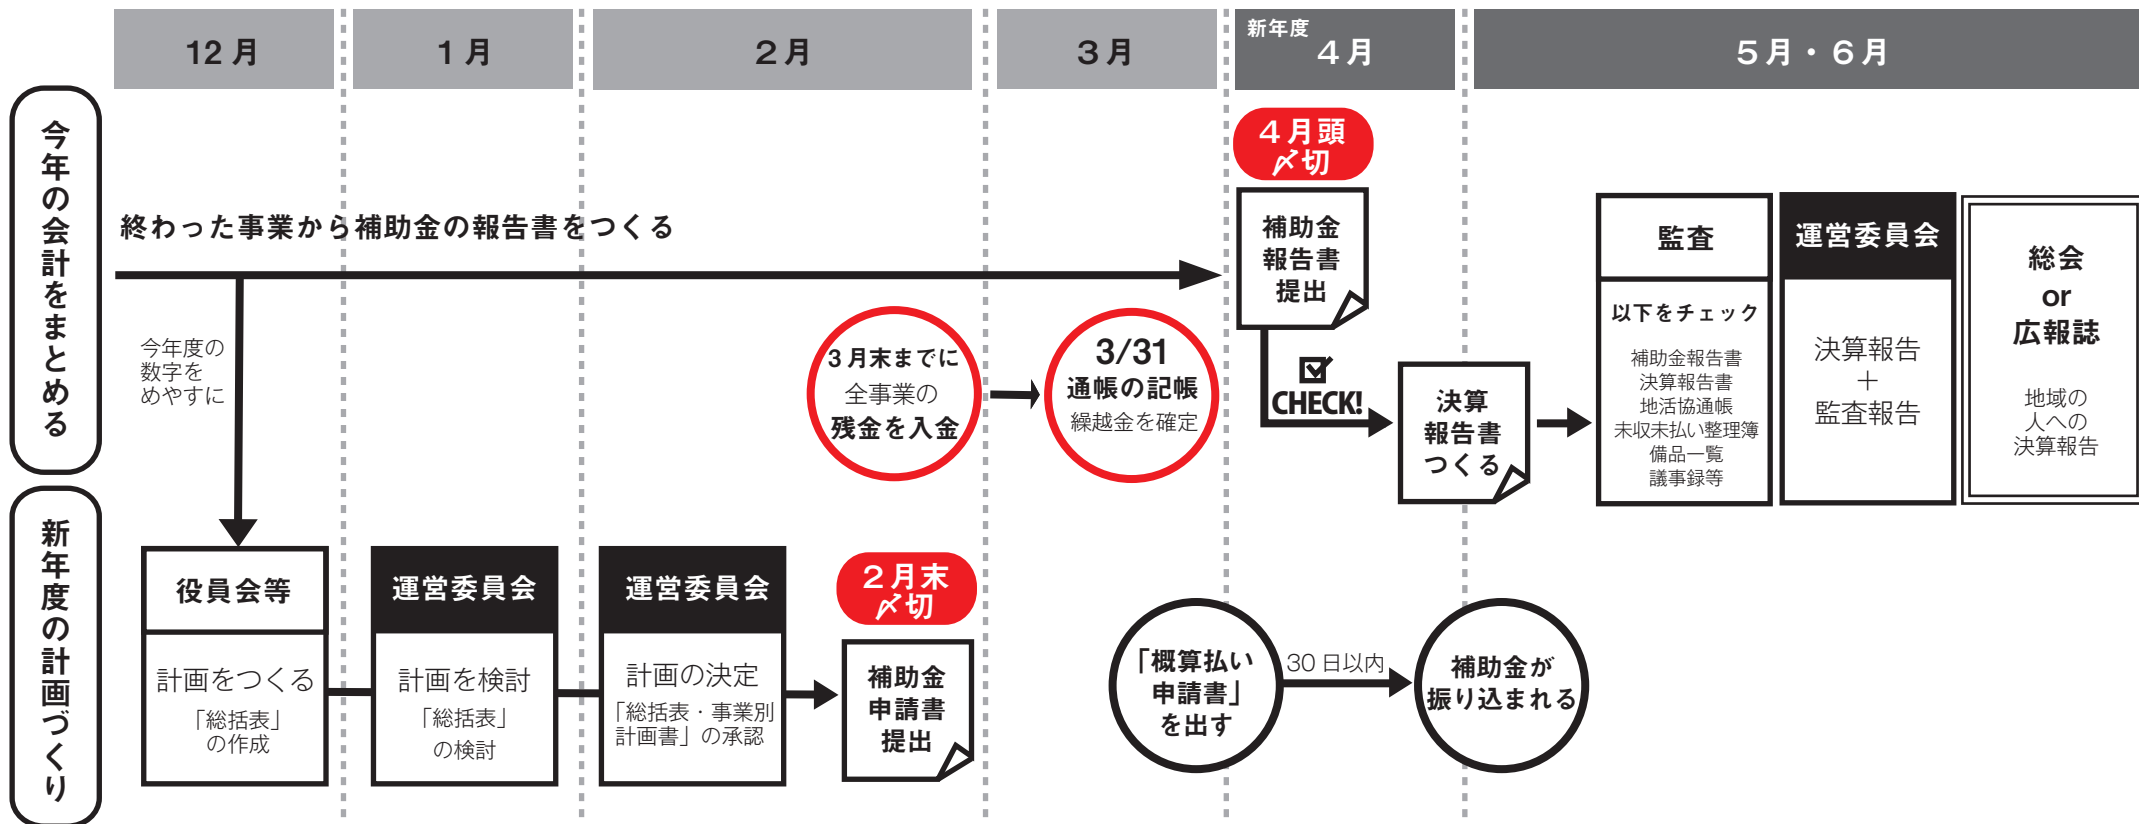 12月
1月
2月
3月
新年度
4月
5月・6月
今年の会計をまとめる
終わった事業から補助金の報告書をつくる
今年度の
数字を
めやすに
3月末までに
全事業の
残金を入金
3/31
通帳の記帳
繰越金を確定
4月頭
〆切
補助金
報告書
提出
CHECK!
決算
報告書
つくる
監査
以下をチェック
補助金報告書
決算報告書
地活協通帳
未収未払い整理簿
備品一覧
議事録等
運営委員会
決算報告
＋
監査報告
総会
or
広報誌
地域の
人への
決算報告
新年度の計画づくり
役員会等
計画をつくる
「総括表」
の作成
運営委員会
計画を検討
「総括表」
の検討
運営委員会
計画の決定
「総括表・事業別
計画書」の承認
2月末
〆切
補助金
申請書
提出
「概算払い
申請書」
を出す
30日以内
補助金が
振り込まれる